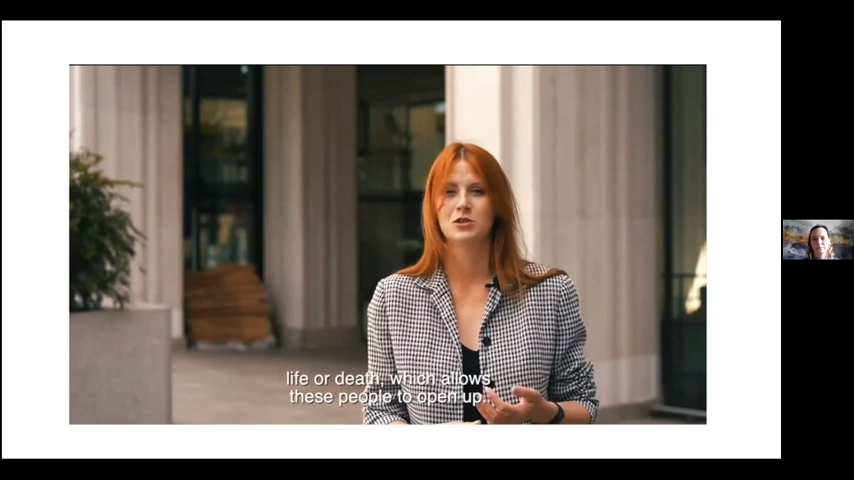 life or death, which allows
these people to open up..